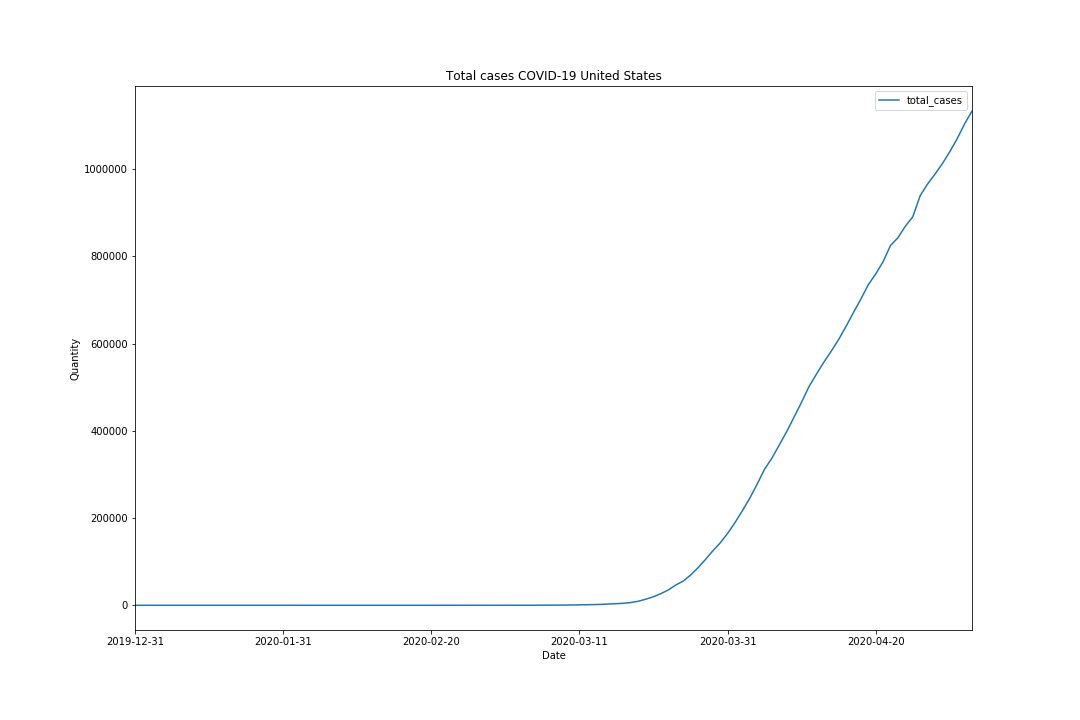 Total cases COVID-19 United States
total_cases
1000000
800000
600000
400000
200000
0
Quantity
2019-12-31 2020-01-31 2020-02-20 2020-03-11 2020-03-31 2020-04-20
Date